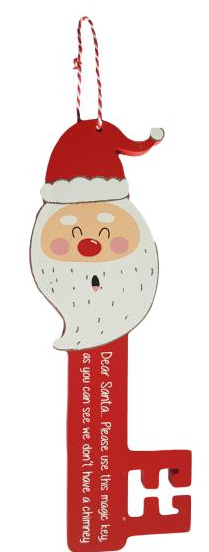 Dear Santa.. Please use this magic key,
as you can see we don't have a chimney